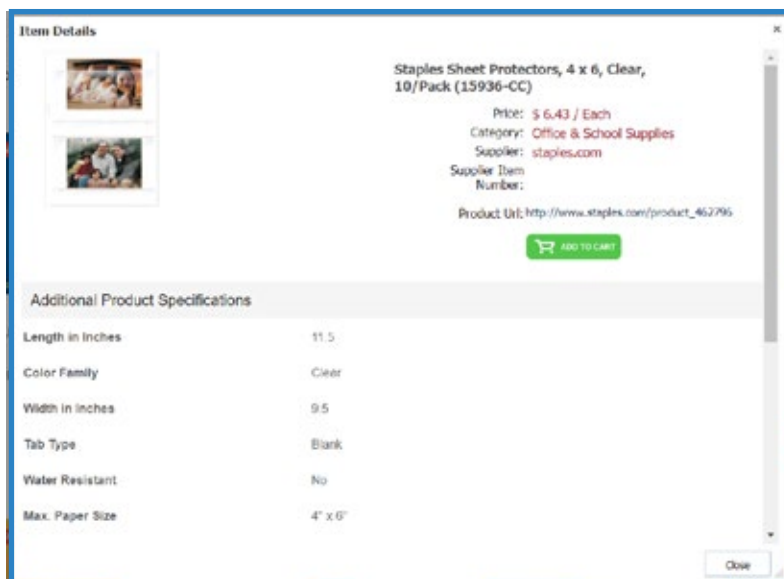 Item Details
×
Staples Sheet Protectors, 4 x 6, Clear,
10/Pack (15936-CC)
Price: $ 6.43 / Each
Category: Office & School Supplies
Supplier: staples.com
Supplier Item
Number:
Product Url: http://www.staples.com/product_462796
ADD TO CART
Additional Product Specifications
Length in Inches 11.5
Color Family Clear
Width in Inches 9.5
Tab Type Blank
Water Resistant No
Max. Paper Size 4" x 6"
Close